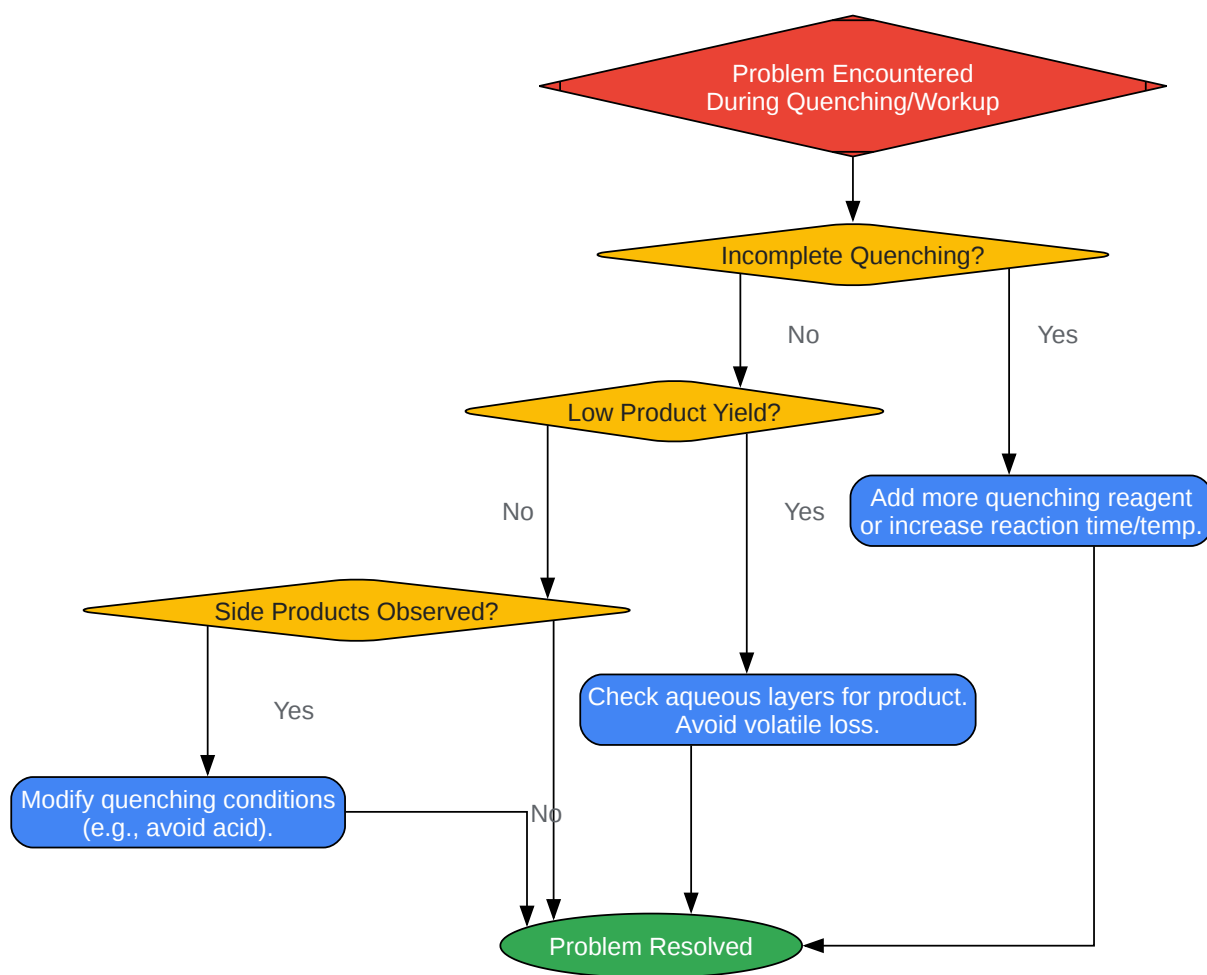 Problem Encountered
During Quenching/Workup
Incomplete Quenching?
No
Yes
Low Product Yield?
No
Yes
Add more quenching reagent
or increase reaction time/temp.
Side Products Observed?
Yes
Check aqueous layers for product.
Avoid volatile loss.
Modify quenching conditions
(e.g., avoid acid).
No
Problem Resolved